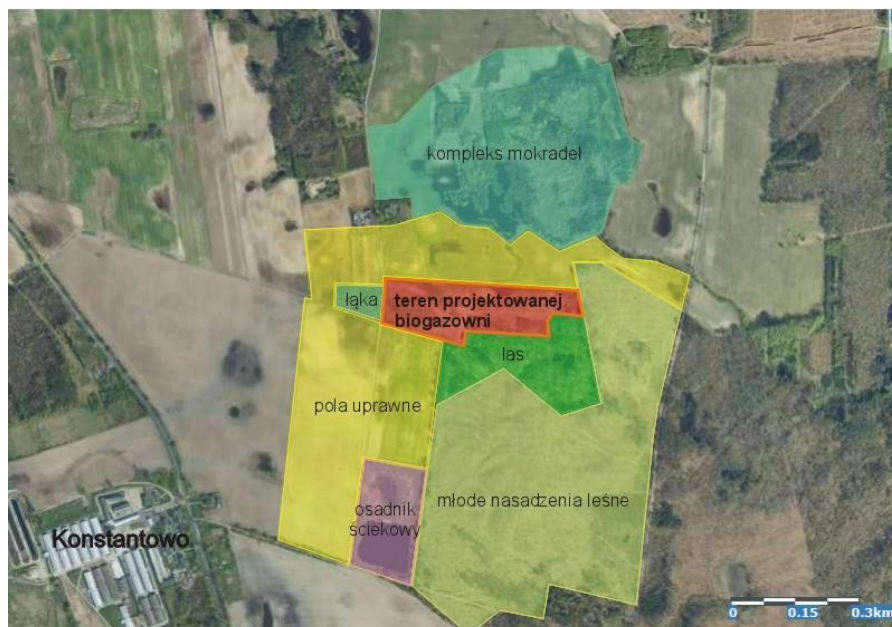 kompleks mokradeł
łąka
teren projektowanej
biogazowni
las
pola uprawne
młode nasadzenia leśne
osadnik
ściekowy
Konstantowo
0 0.15 0.3km